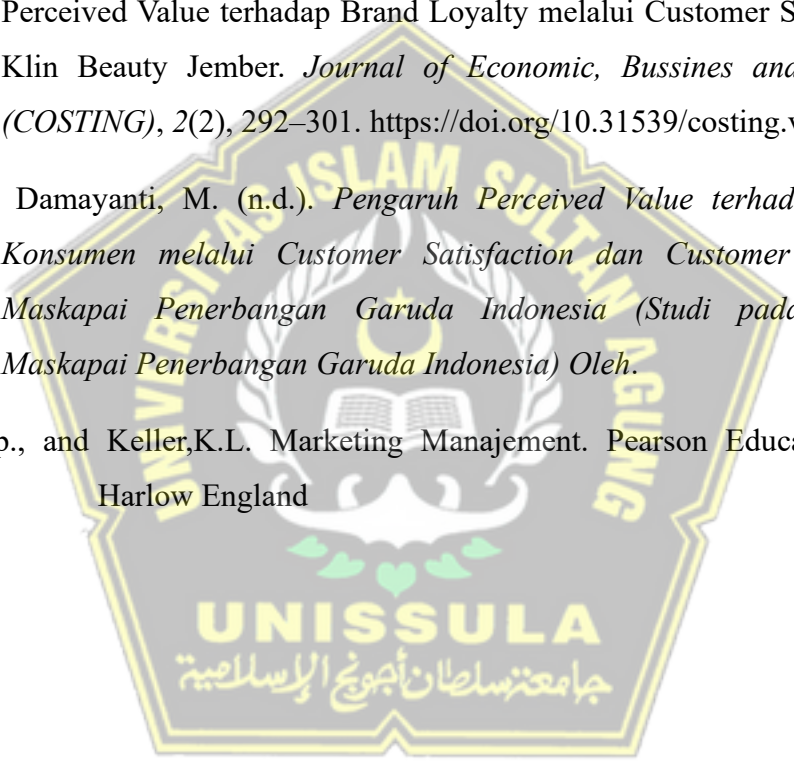 Perceived Value terhadap Brand Loyalty melalui Customer S
Klin Beauty Jember. Journal of Economic, Bussines and
(COSTING), 2(2), 292–301. https://doi.org/10.31539/costing.v
Damayanti, M. (n.d.). Pengaruh Perceived Value terhad
Konsumen melalui Customer Satisfaction dan Customer
Maskapai Penerbangan Garuda Indonesia (Studi pada
Maskapai Penerbangan Garuda Indonesia) Oleh.
p., and Keller,K.L. Marketing Manajement. Pearson Educa
Harlow England
UNIVERSITAS ISLAM SULTAN AGUNG
UNISSULA
جامعتسلطان أجونج الإسلامية